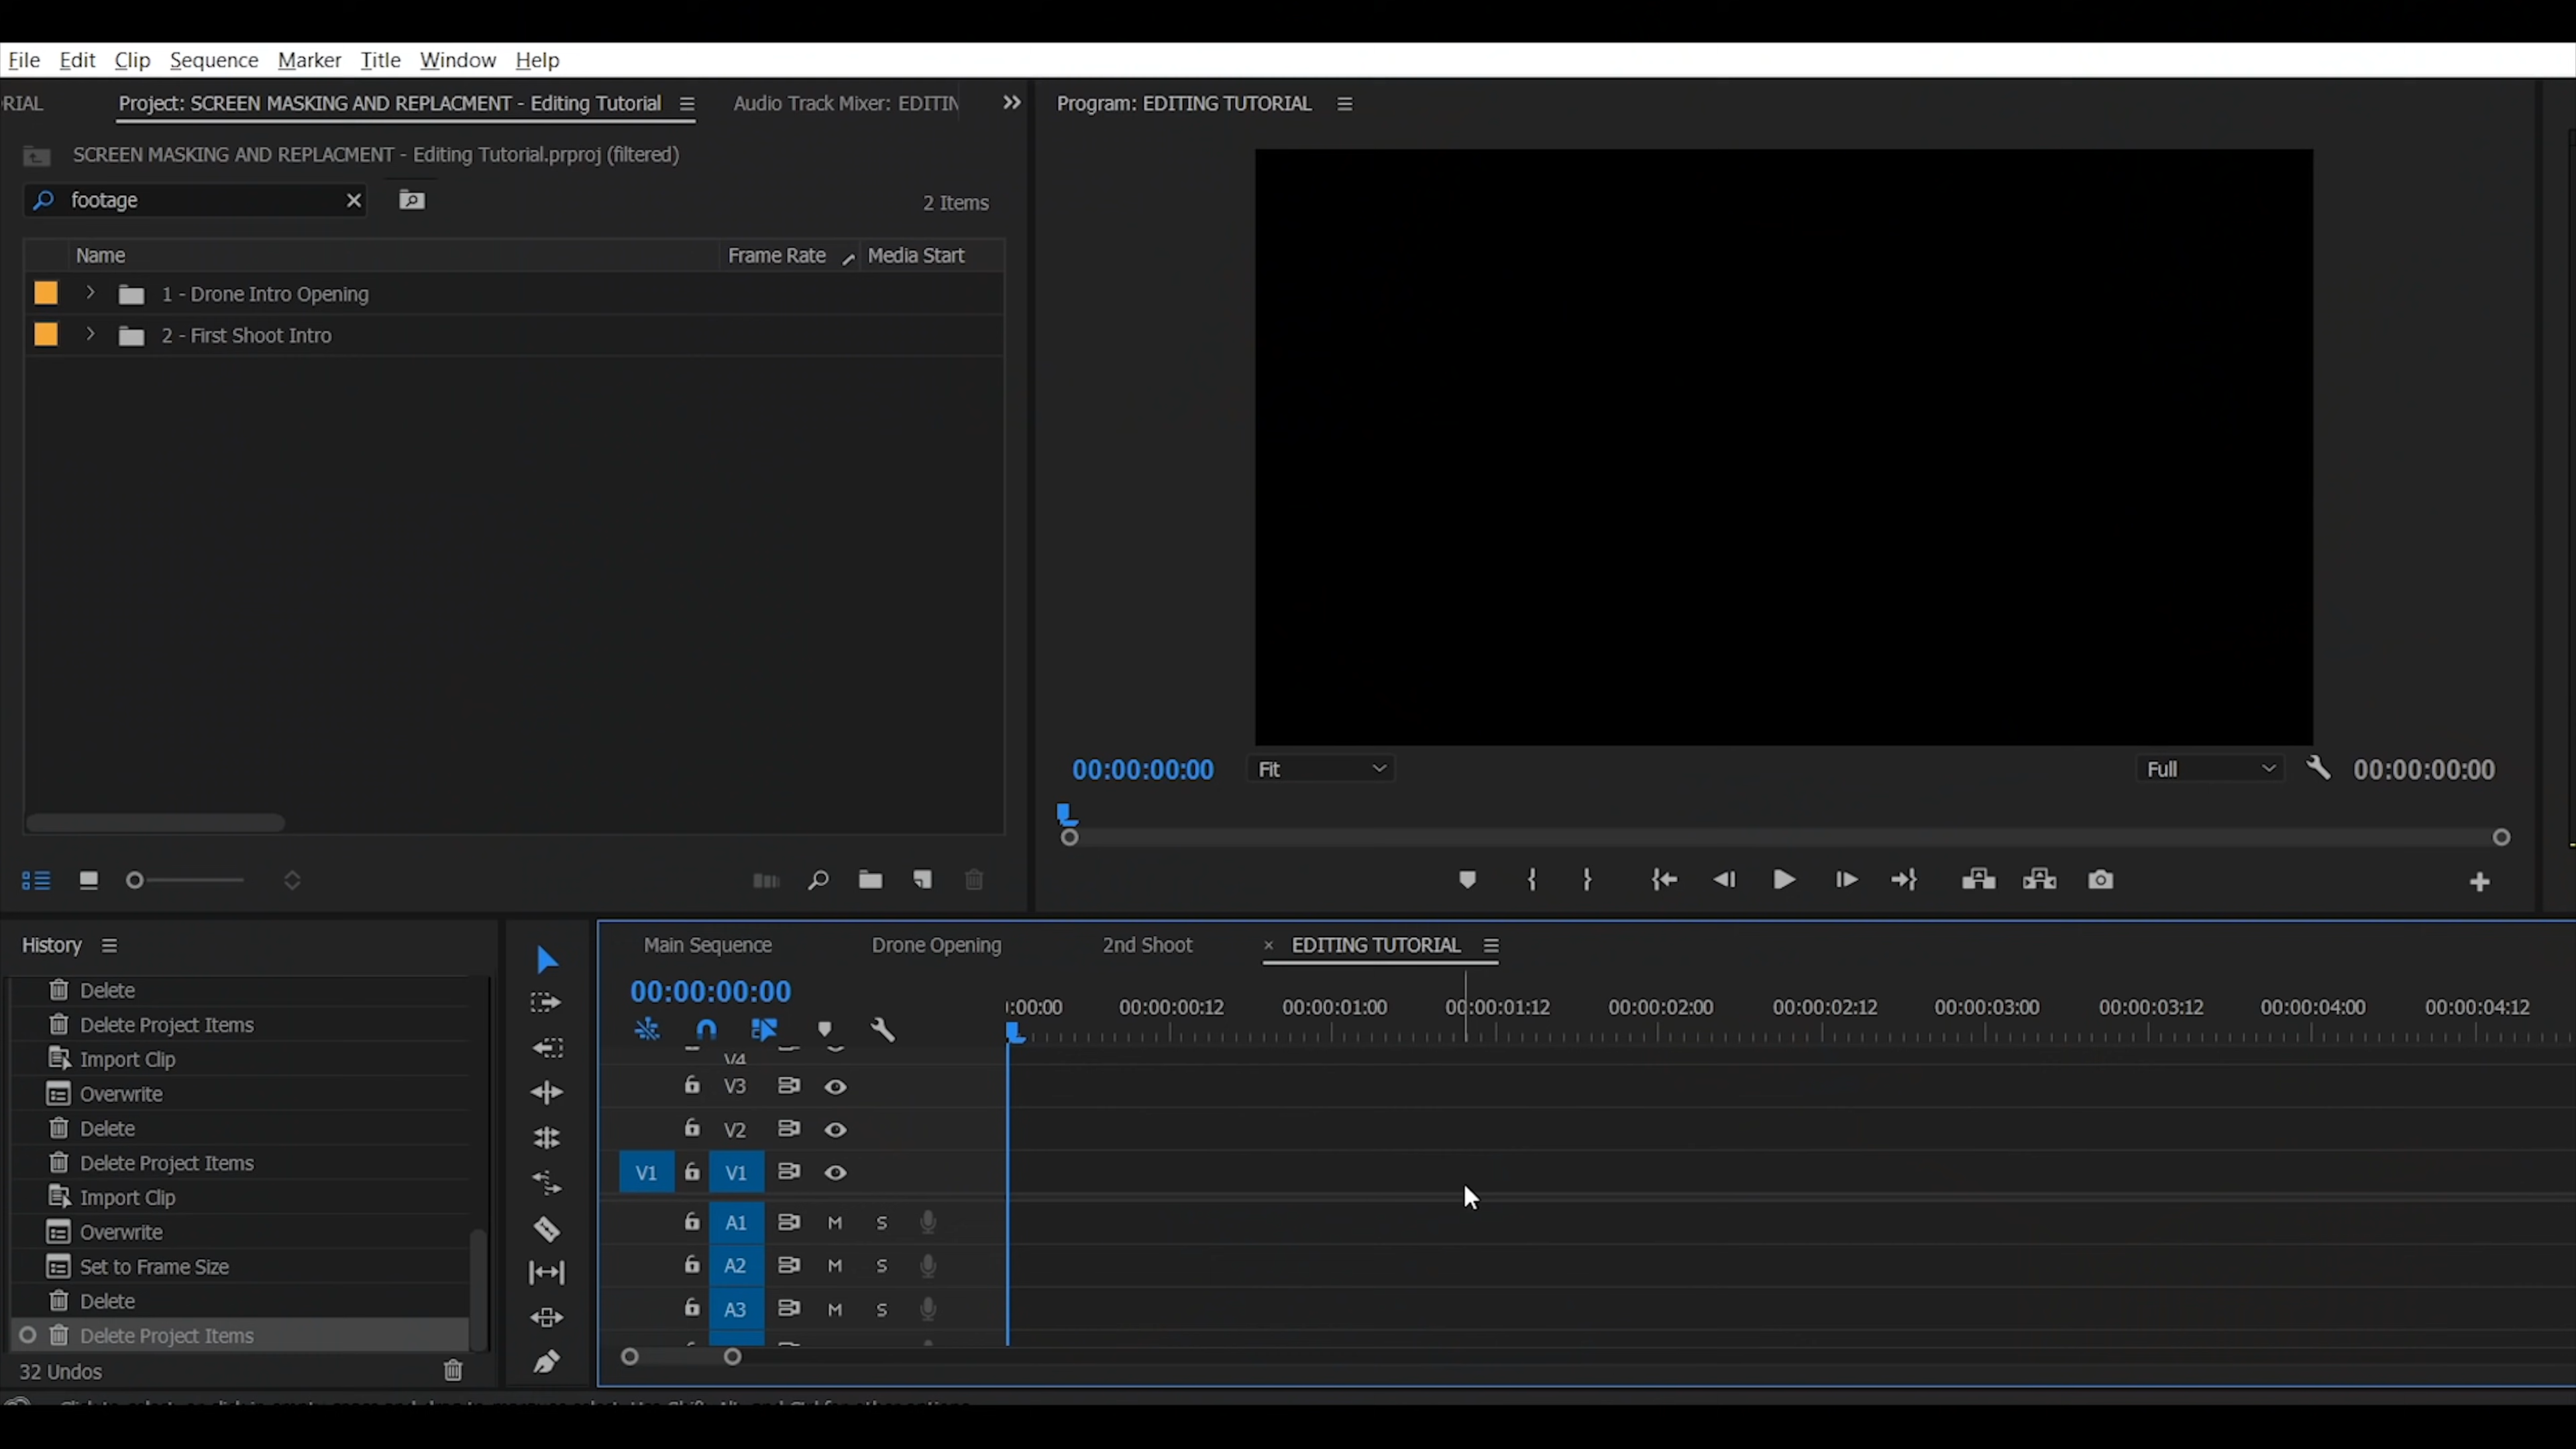 File Edit Clip Sequence Marker Title Window Help
RIAL Project: SCREEN MASKING AND REPLACMENT - Editing Tutorial Audio Track Mixer: EDITIN
Program: EDITING TUTORIAL
SCREEN MASKING AND REPLACMENT - Editing Tutorial.prproj (filtered)
footage
2 Items
Name Frame Rate Media Start
1 - Drone Intro Opening
2 - First Shoot Intro
00:00:00:00 Fit Full 00:00:00:00
History
Delete
Delete Project Items
Import Clip
Overwrite
Delete
Delete Project Items
Import Clip
Overwrite
Set to Frame Size
Delete
Delete Project Items
32 Undos
Main Sequence Drone Opening 2nd Shoot × EDITING TUTORIAL
00:00:00:00
:00:00 00:00:00:12 00:00:01:00 00:00:01:12 00:00:02:00 00:00:02:12 00:00:03:00 00:00:03:12 00:00:04:00 00:00:04:12
V4
V3
V2
V1 V1
A1 M S
A2 M S
A3 M S